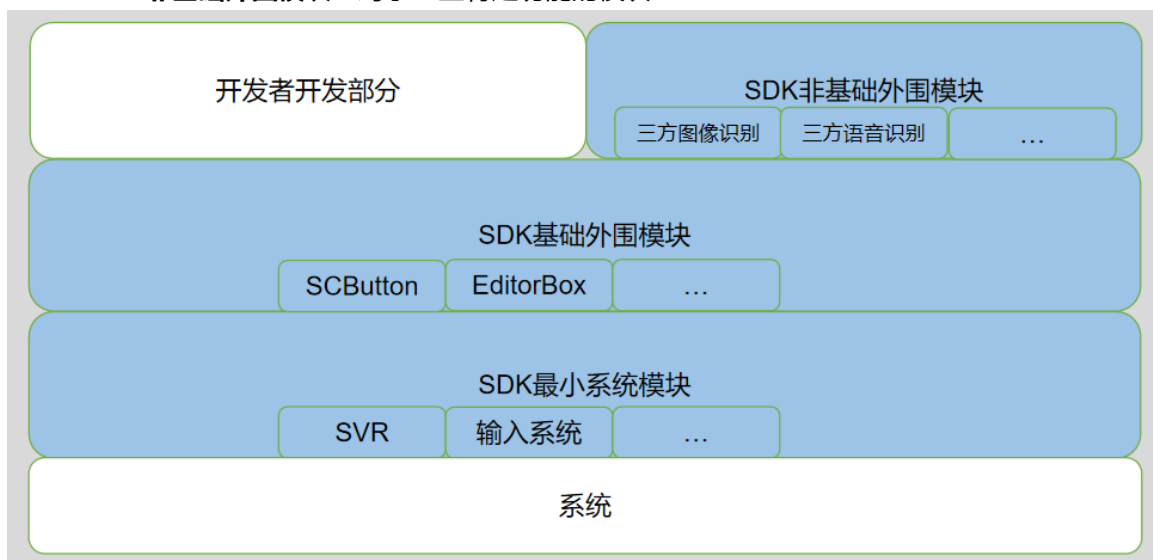 开发者开发部分
SDK非基础外围模块
三方图像识别 三方语音识别 …
SDK基础外围模块
SCButton EditorBox …
SDK最小系统模块
SVR 输入系统 …
系统